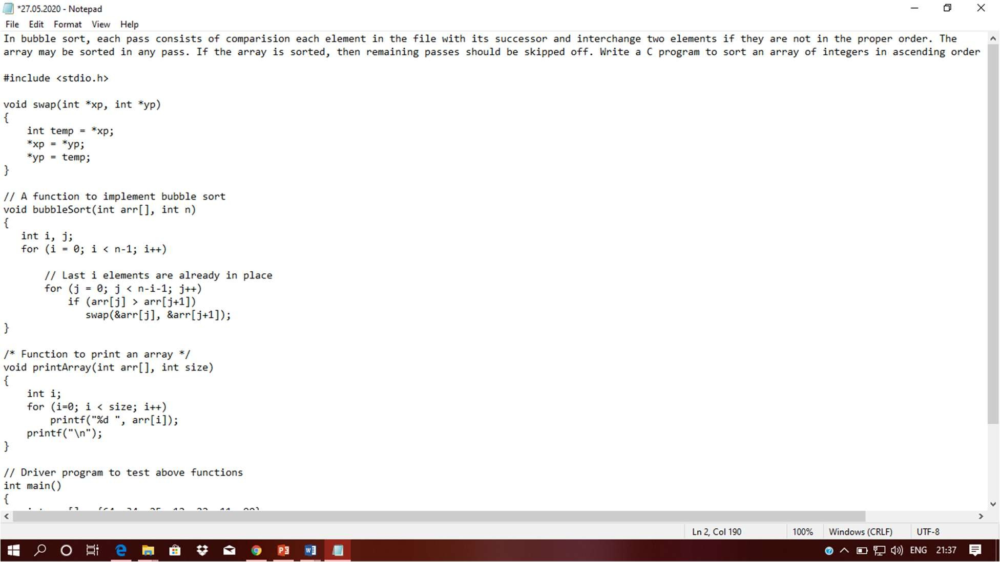 *27.05.2020 - Notepad
File Edit Format View Help
In bubble sort, each pass consists of comparision each element in the file with its successor and interchange two elements if they are not in the proper order. The
array may be sorted in any pass. If the array is sorted, then remaining passes should be skipped off. Write a C program to sort an array of integers in ascending order
#include <stdio.h>
void swap(int *xp, int *yp)
{
    int temp = *xp;
    *xp = *yp;
    *yp = temp;
}
// A function to implement bubble sort
void bubbleSort(int arr[], int n)
{
   int i, j;
   for (i = 0; i < n-1; i++)
       // Last i elements are already in place
       for (j = 0; j < n-i-1; j++)
           if (arr[j] > arr[j+1])
              swap(&arr[j], &arr[j+1]);
}
/* Function to print an array */
void printArray(int arr[], int size)
{
    int i;
    for (i=0; i < size; i++)
        printf("%d ", arr[i]);
    printf("\n");
}
// Driver program to test above functions
int main()
{
Ln 2, Col 190
100%
Windows (CRLF)
UTF-8
ENG
21:37